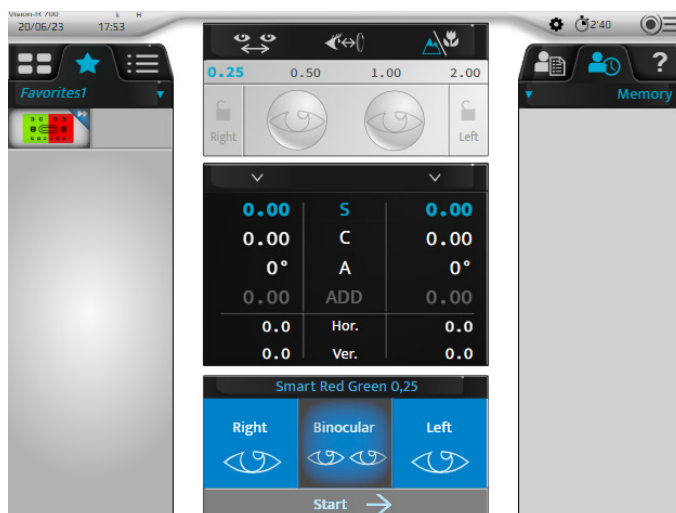 Vision-R 700 k H
20/06/23 17:53
2'40
Favorites1
?
Memory
0.25 0.50 1.00 2.00
Right Left
0.00 S 0.00
0.00 C 0.00
0° A 0°
0.00 ADD 0.00
0.0 Hor. 0.0
0.0 Ver. 0.0
Smart Red Green 0,25
Right Binocular Left
Start